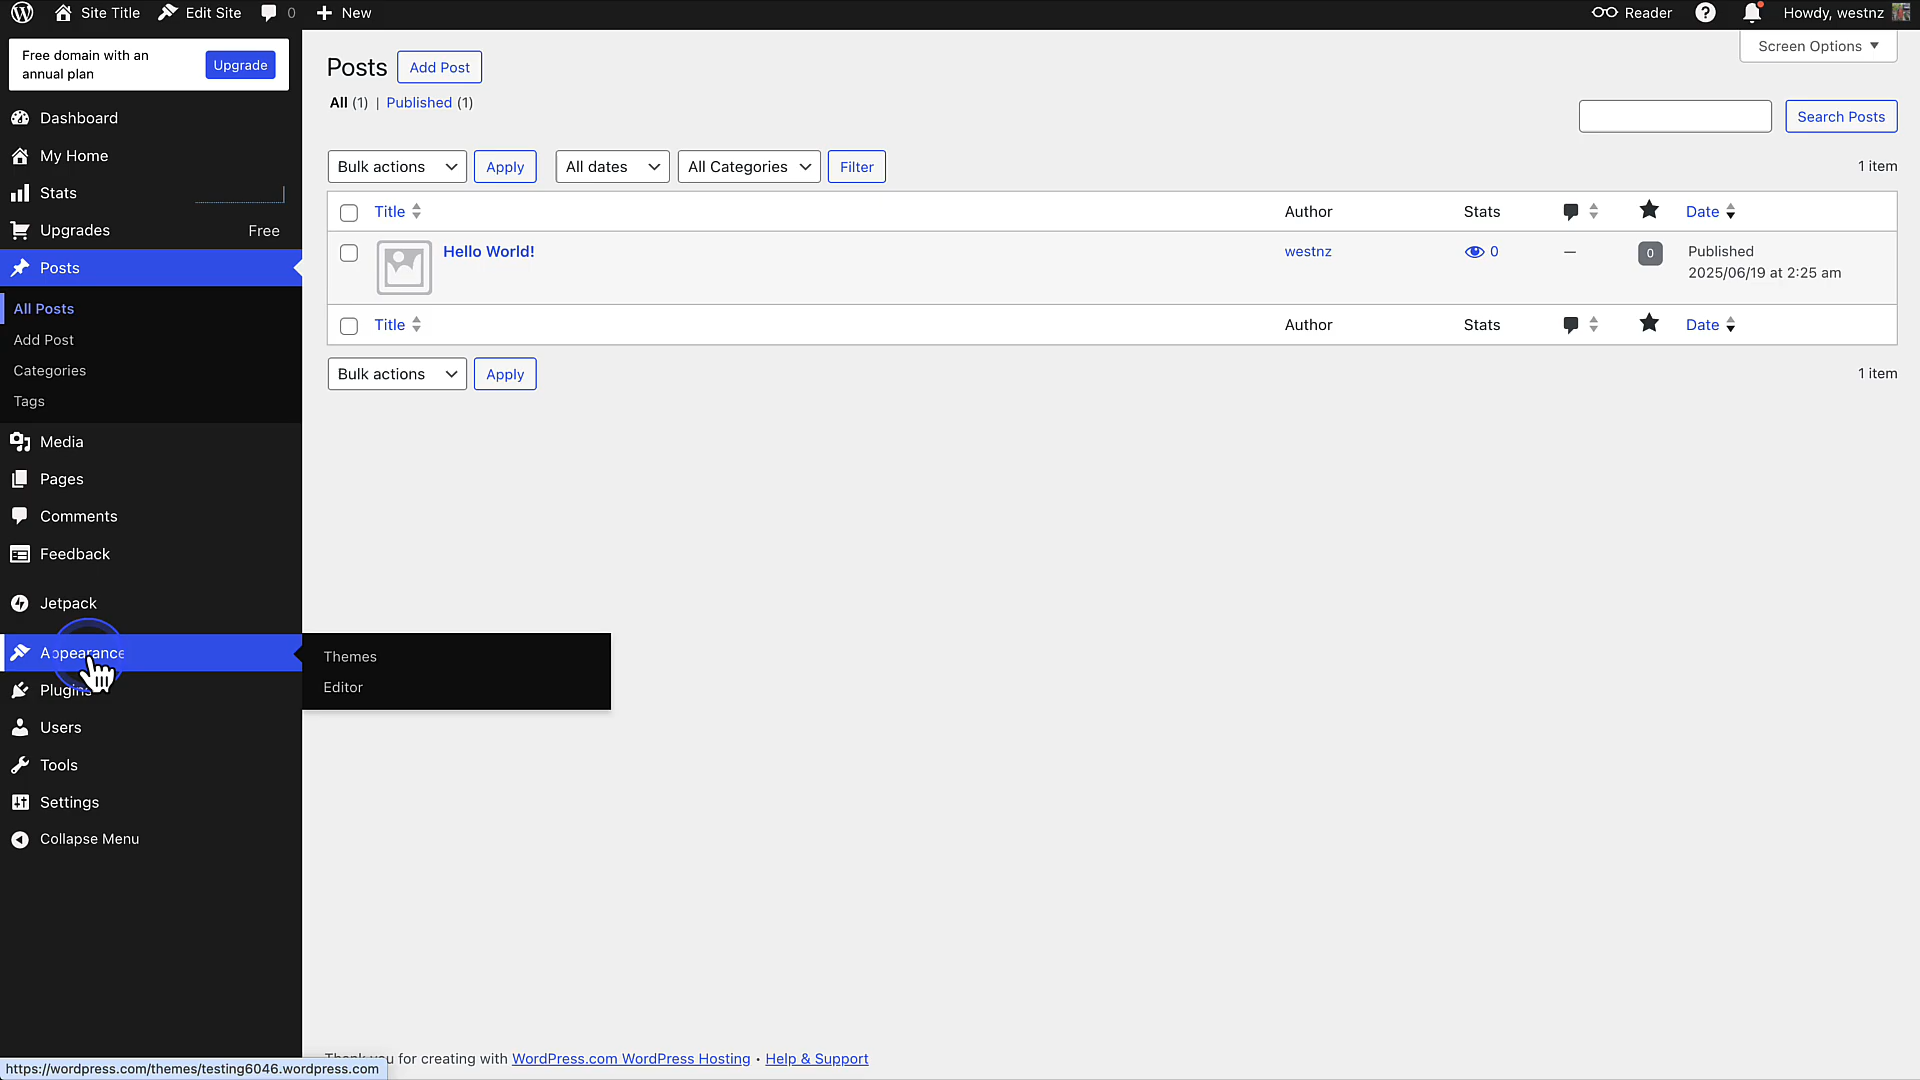 Site Title
Edit Site
0
New
Reader
Howdy, westnz
Free domain with an
annual plan
Upgrade
Dashboard
My Home
Stats
Upgrades
Free
Posts
All Posts
Add Post
Categories
Tags
Media
Pages
Comments
Feedback
Jetpack
Appearance
Themes
Editor
Plugins
Users
Tools
Settings
Collapse Menu
Screen Options
Posts
Add Post
All (1) | Published (1)
Search Posts
Bulk actions
Apply
All dates
All Categories
Filter
1 item
Title
Author
Stats
Date
Hello World!
westnz
0
—
0
Published
2025/06/19 at 2:25 am
Title
Author
Stats
Date
Bulk actions
Apply
1 item
Thank you for creating with WordPress.com WordPress Hosting • Help & Support
https://wordpress.com/themes/testing6046.wordpress.com